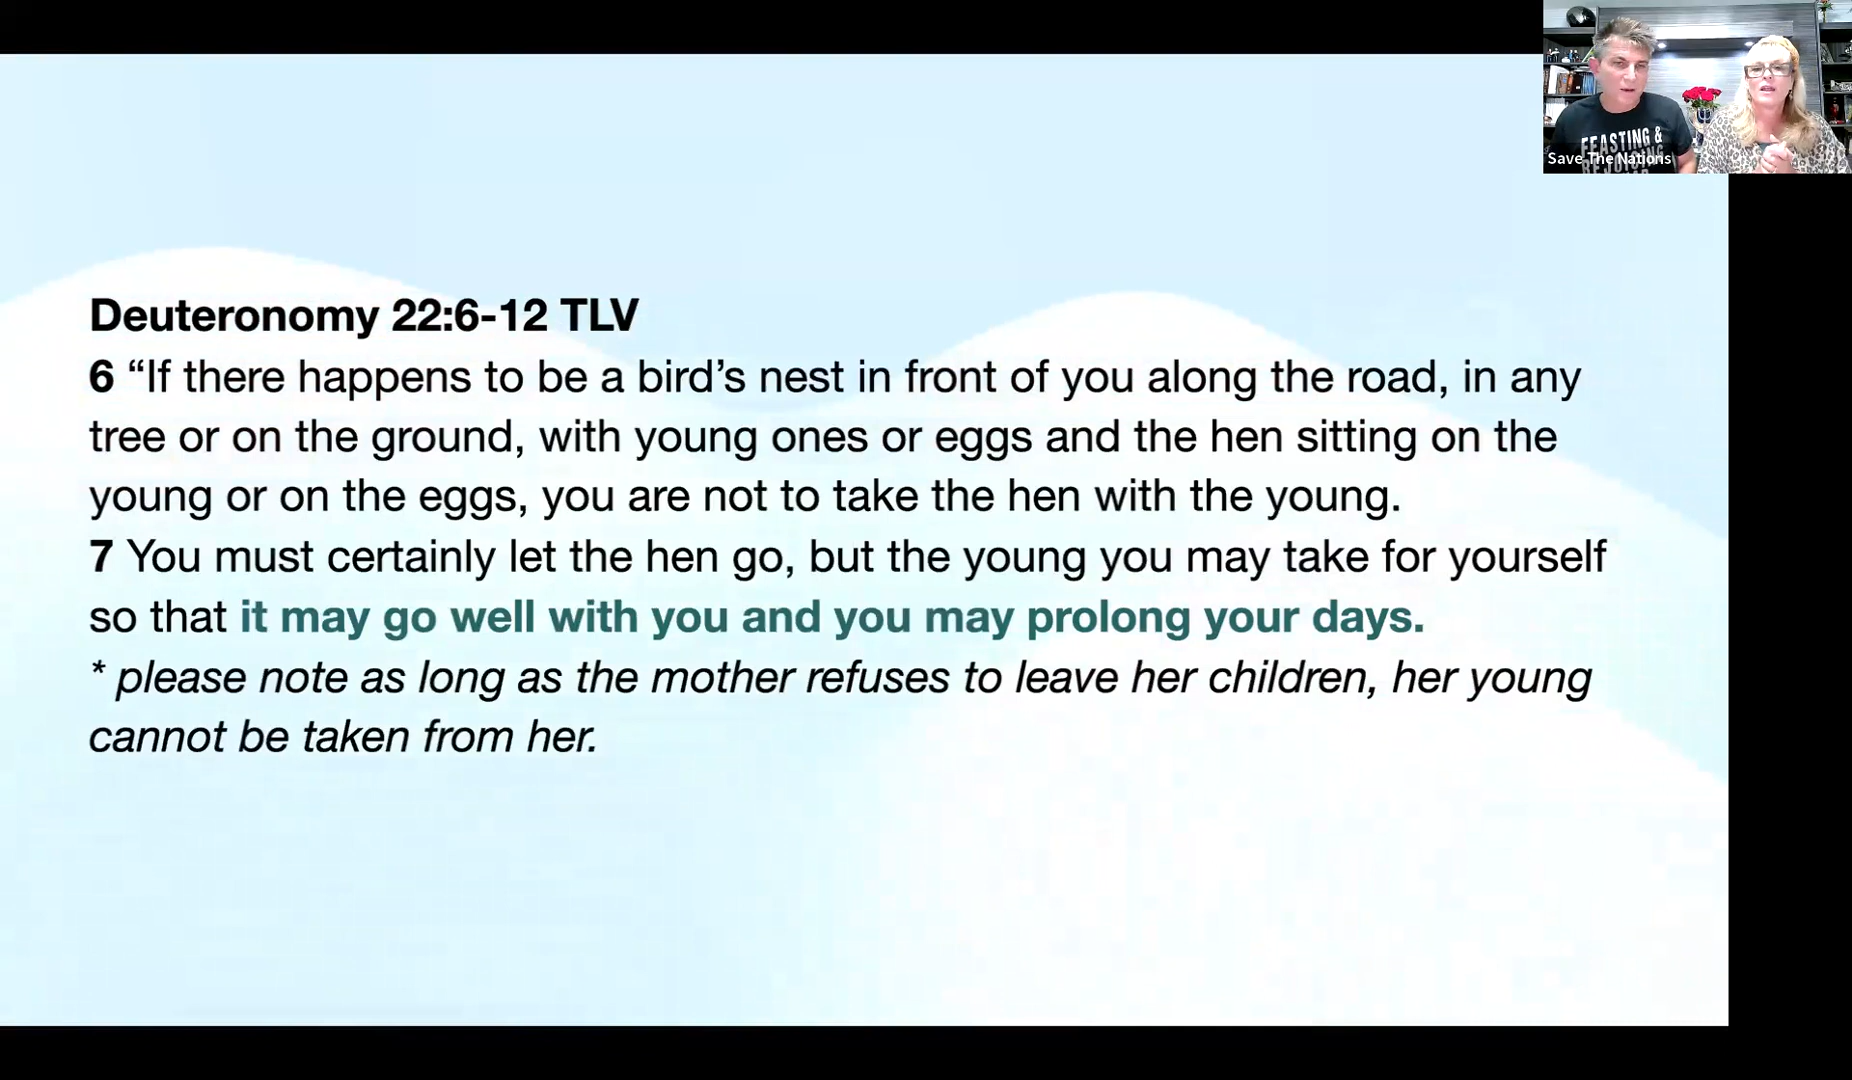 Deuteronomy 22:6-12 TLV
6 “If there happens to be a bird’s nest in front of you along the road, in any
tree or on the ground, with young ones or eggs and the hen sitting on the
young or on the eggs, you are not to take the hen with the young.
7 You must certainly let the hen go, but the young you may take for yourself
so that it may go well with you and you may prolong your days.
* please note as long as the mother refuses to leave her children, her young
cannot be taken from her.
FEASTING &
REJOICING
Save The Nations